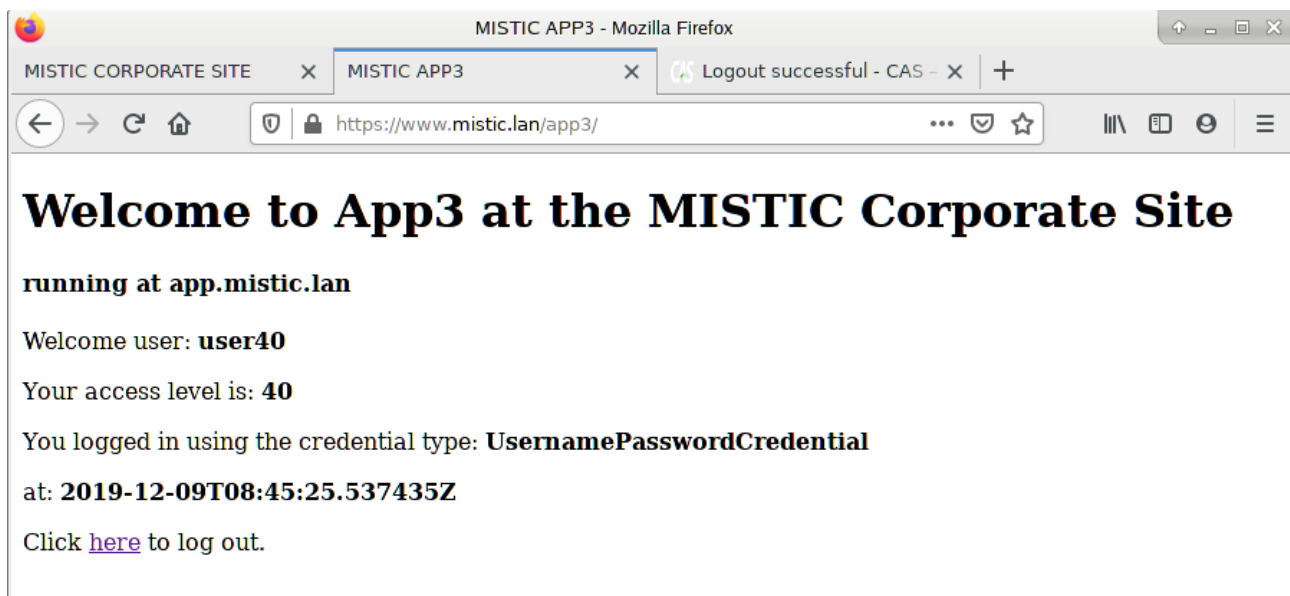 MISTIC APP3 - Mozilla Firefox
MISTIC CORPORATE SITE
MISTIC APP3
CAS Logout successful - CAS -
https://www.mistic.lan/app3/
Welcome to App3 at the MISTIC Corporate Site
running at app.mistic.lan
Welcome user: user40
Your access level is: 40
You logged in using the credential type: UsernamePasswordCredential
at: 2019-12-09T08:45:25.537435Z
Click here to log out.